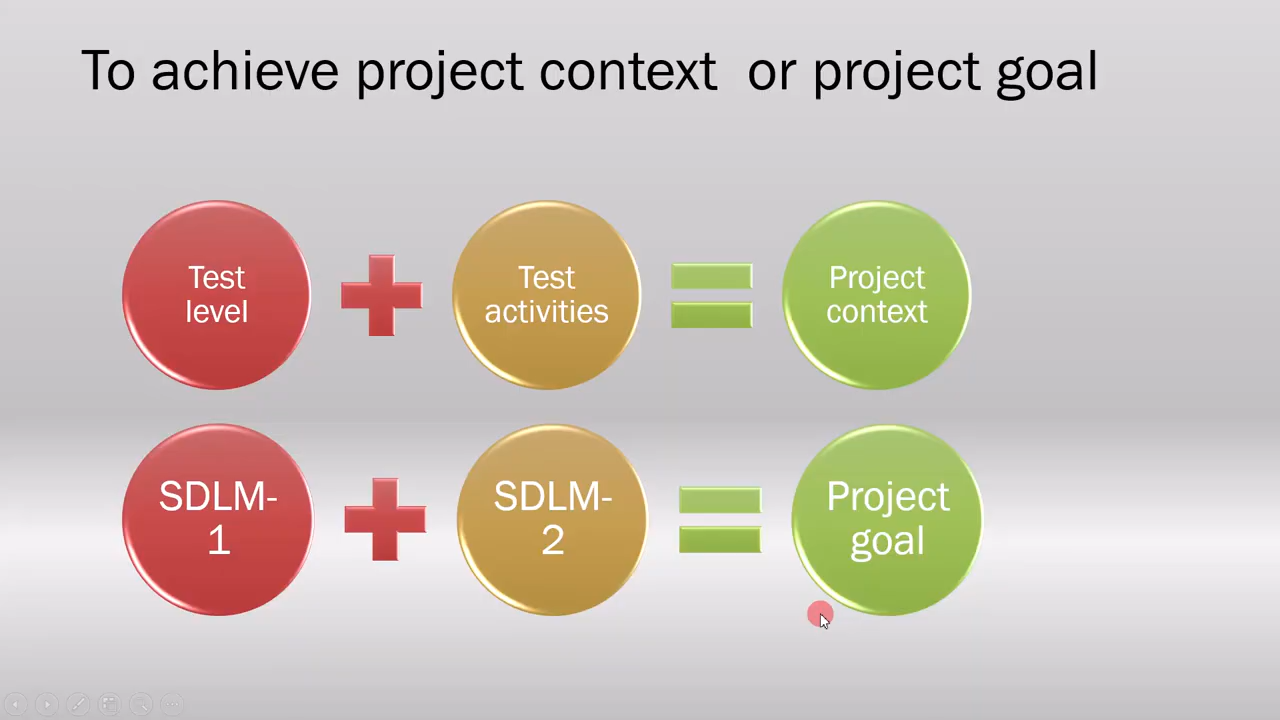 To achieve project context  or project goal
Test
level
Test
activities
Project
context
SDLM-
1
SDLM-
2
Project
goal